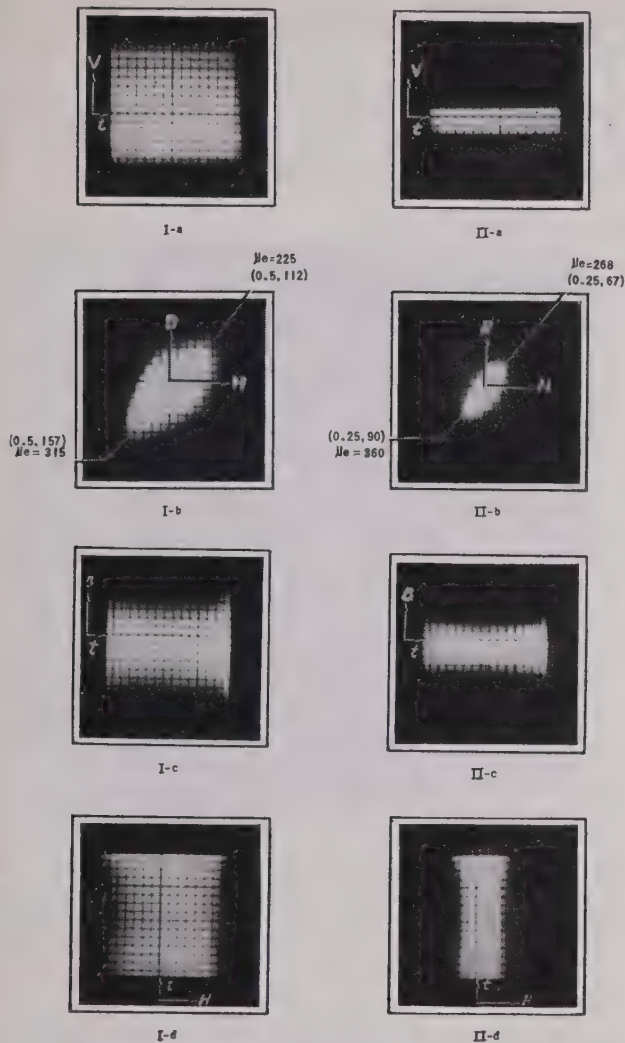 V
t
I-a
V
t
II-a
μe=225
(0.5, 112)
(0.5, 157)
μe = 315
I-b
μe=268
(0.25, 67)
H
(0.25, 90)
μe = 360
II-b
t
I-c
B
t
II-c
t
H
I-d
t
II-d